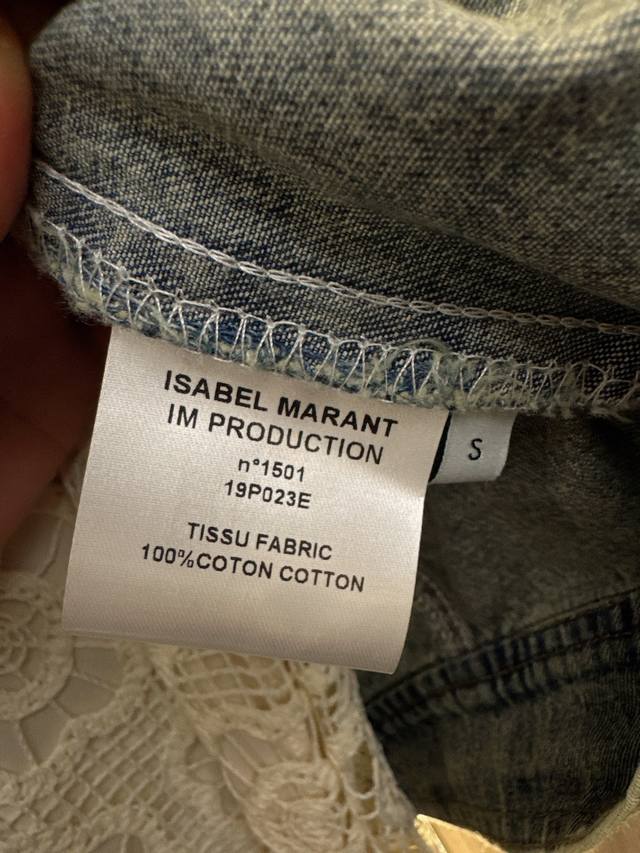 ISABEL MARANT
IM PRODUCTION
n°1501
19P023E
TISSU FABRIC
100%COTON COTTON
S